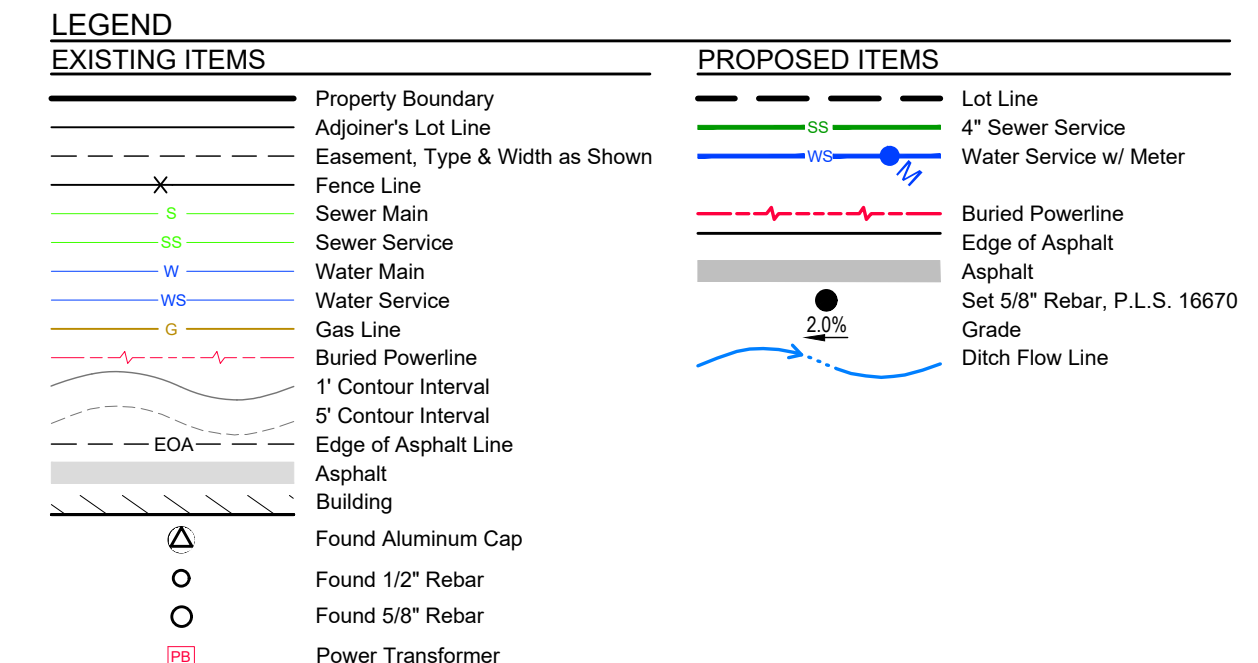 LEGEND
EXISTING ITEMS
Property Boundary
Adjoiner's Lot Line
Easement, Type & Width as Shown
X Fence Line
S Sewer Main
SS Sewer Service
W Water Main
WS Water Service
G Gas Line
Buried Powerline
1' Contour Interval
5' Contour Interval
EOA Edge of Asphalt Line
Asphalt
Building
Found Aluminum Cap
Found 1/2" Rebar
Found 5/8" Rebar
PB Power Transformer
PROPOSED ITEMS
Lot Line
SS 4" Sewer Service
WS M Water Service w/ Meter
Buried Powerline
Edge of Asphalt
Asphalt
Set 5/8" Rebar, P.L.S. 16670
2.0% Grade
Ditch Flow Line